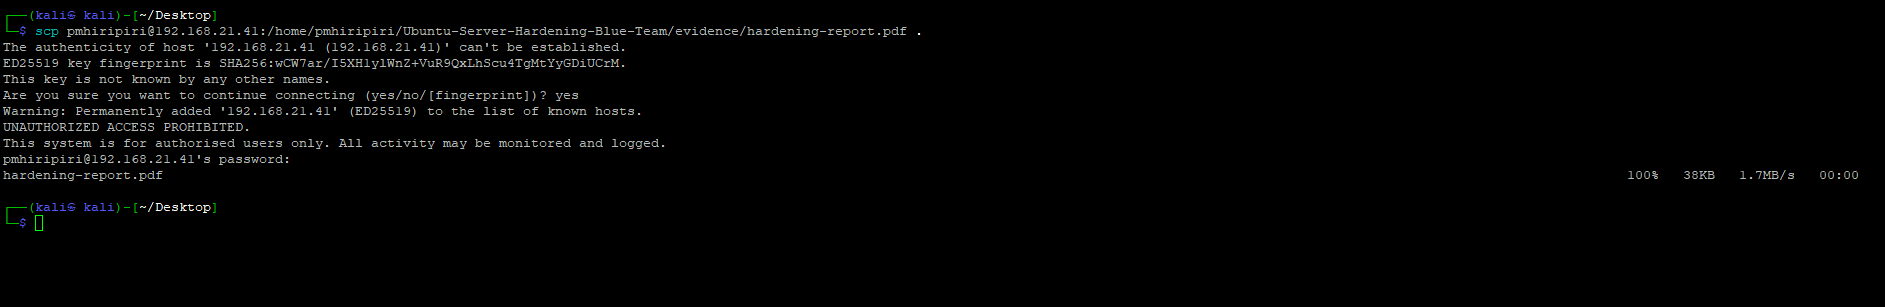 ┌──(kali㉿ kali)-[~/Desktop]
└─$ scp pmhiripiri@192.168.21.41:/home/pmhiripiri/Ubuntu-Server-Hardening-Blue-Team/evidence/hardening-report.pdf .
The authenticity of host '192.168.21.41 (192.168.21.41)' can't be established.
ED25519 key fingerprint is SHA256:wCW7ar/I5XH1ylWnZ+VuR9QxLhScu4TgMtYyGDiUCrM.
This key is not known by any other names.
Are you sure you want to continue connecting (yes/no/[fingerprint])? yes
Warning: Permanently added '192.168.21.41' (ED25519) to the list of known hosts.
UNAUTHORIZED ACCESS PROHIBITED.
This system is for authorised users only. All activity may be monitored and logged.
pmhiripiri@192.168.21.41's password:
hardening-report.pdf 100% 38KB 1.7MB/s 00:00
┌──(kali㉿ kali)-[~/Desktop]
└─$